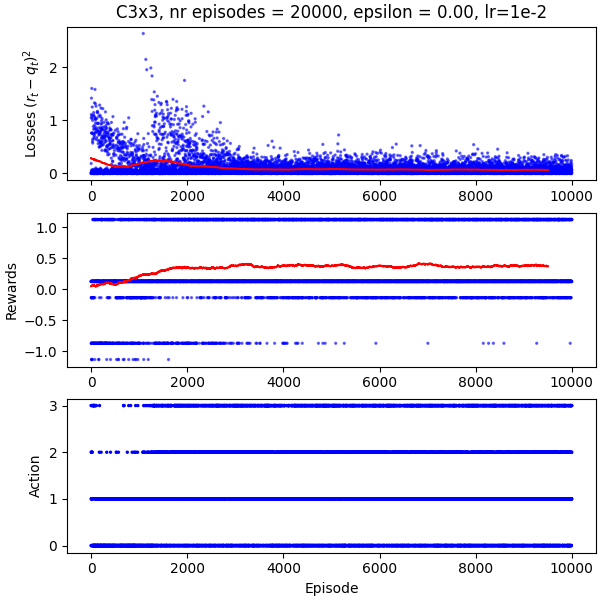 C3x3, nr episodes = 20000, epsilon = 0.00, lr=1e-2
Losses $(r_t - q_t)^2$
2
1
0
0 2000 4000 6000 8000 10000
Rewards
1.0
0.5
0.0
−0.5
−1.0
0 2000 4000 6000 8000 10000
Action
3
2
1
0
0 2000 4000 6000 8000 10000
Episode